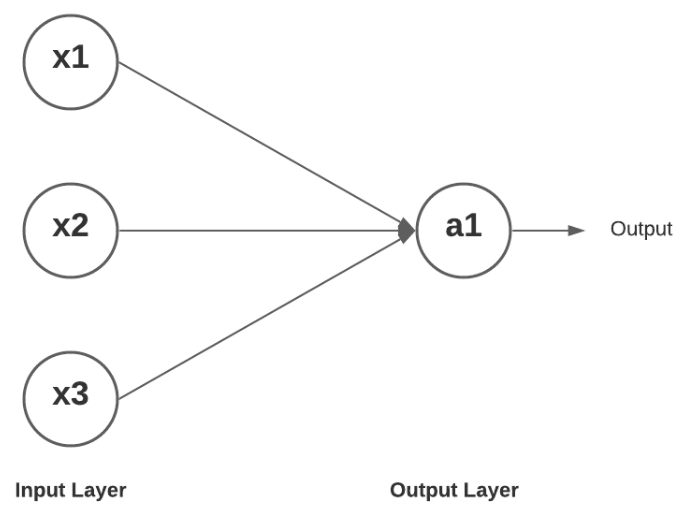 x1
x2
a1
Output
x3
Input Layer
Output Layer